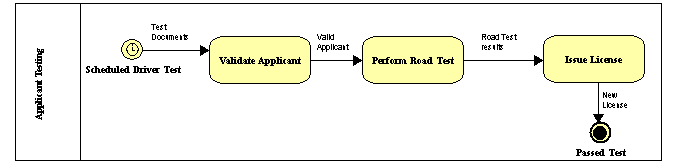 Applicant Testing
Test
Documents
Scheduled Driver Test
Validate Applicant
Valid
Applicant
Perform Road Test
Road Test
results
Issue License
New
License
Passed Test